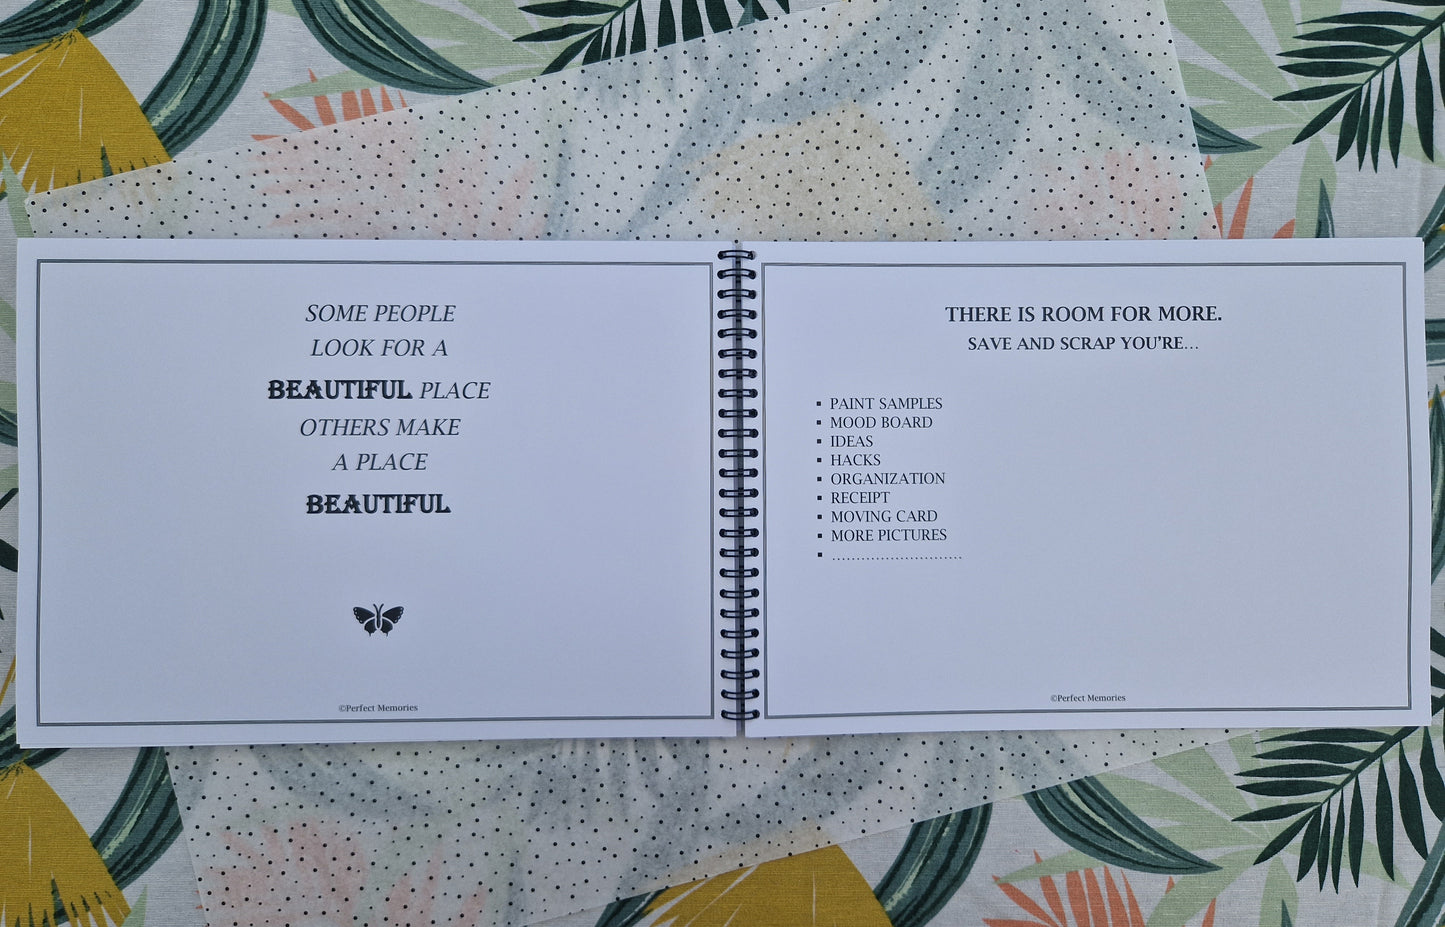 SOME PEOPLE
LOOK FOR A
BEAUTIFUL PLACE
OTHERS MAKE
A PLACE
BEAUTIFUL
©Perfect Memories
THERE IS ROOM FOR MORE.
SAVE AND SCRAP YOU'RE...
▪ PAINT SAMPLES
▪ MOOD BOARD
▪ IDEAS
▪ HACKS
▪ ORGANIZATION
▪ RECEIPT
▪ MOVING CARD
▪ MORE PICTURES
▪ ...........................
©Perfect Memories